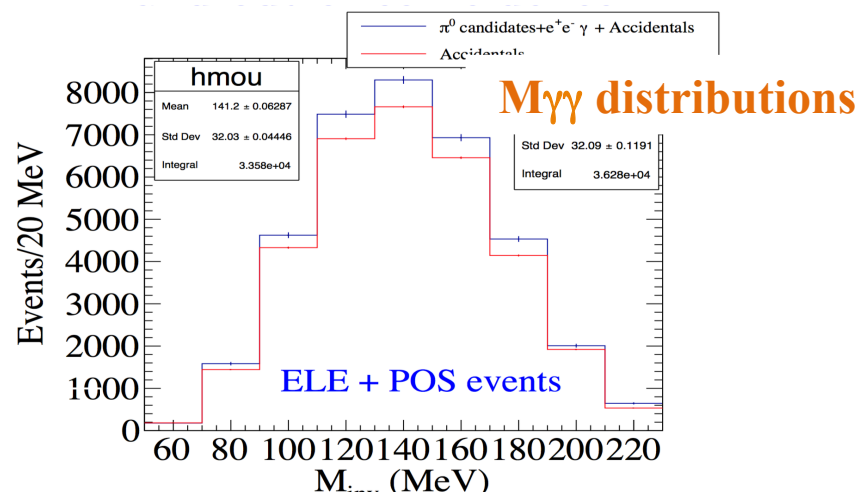 π⁰ candidates+e⁺e⁻ γ + Accidentals
Accidentals
Mγγ distributions
hmou
Mean 141.2 ± 0.06287
Std Dev 32.03 ± 0.04446
Integral 3.358e+04
Std Dev 32.09 ± 0.1191
Integral 3.628e+04
Events/20 MeV
8000
7000
6000
5000
4000
3000
2000
1000
0
ELE + POS events
60 80 100 120 140 160 180 200 220
M (MeV)